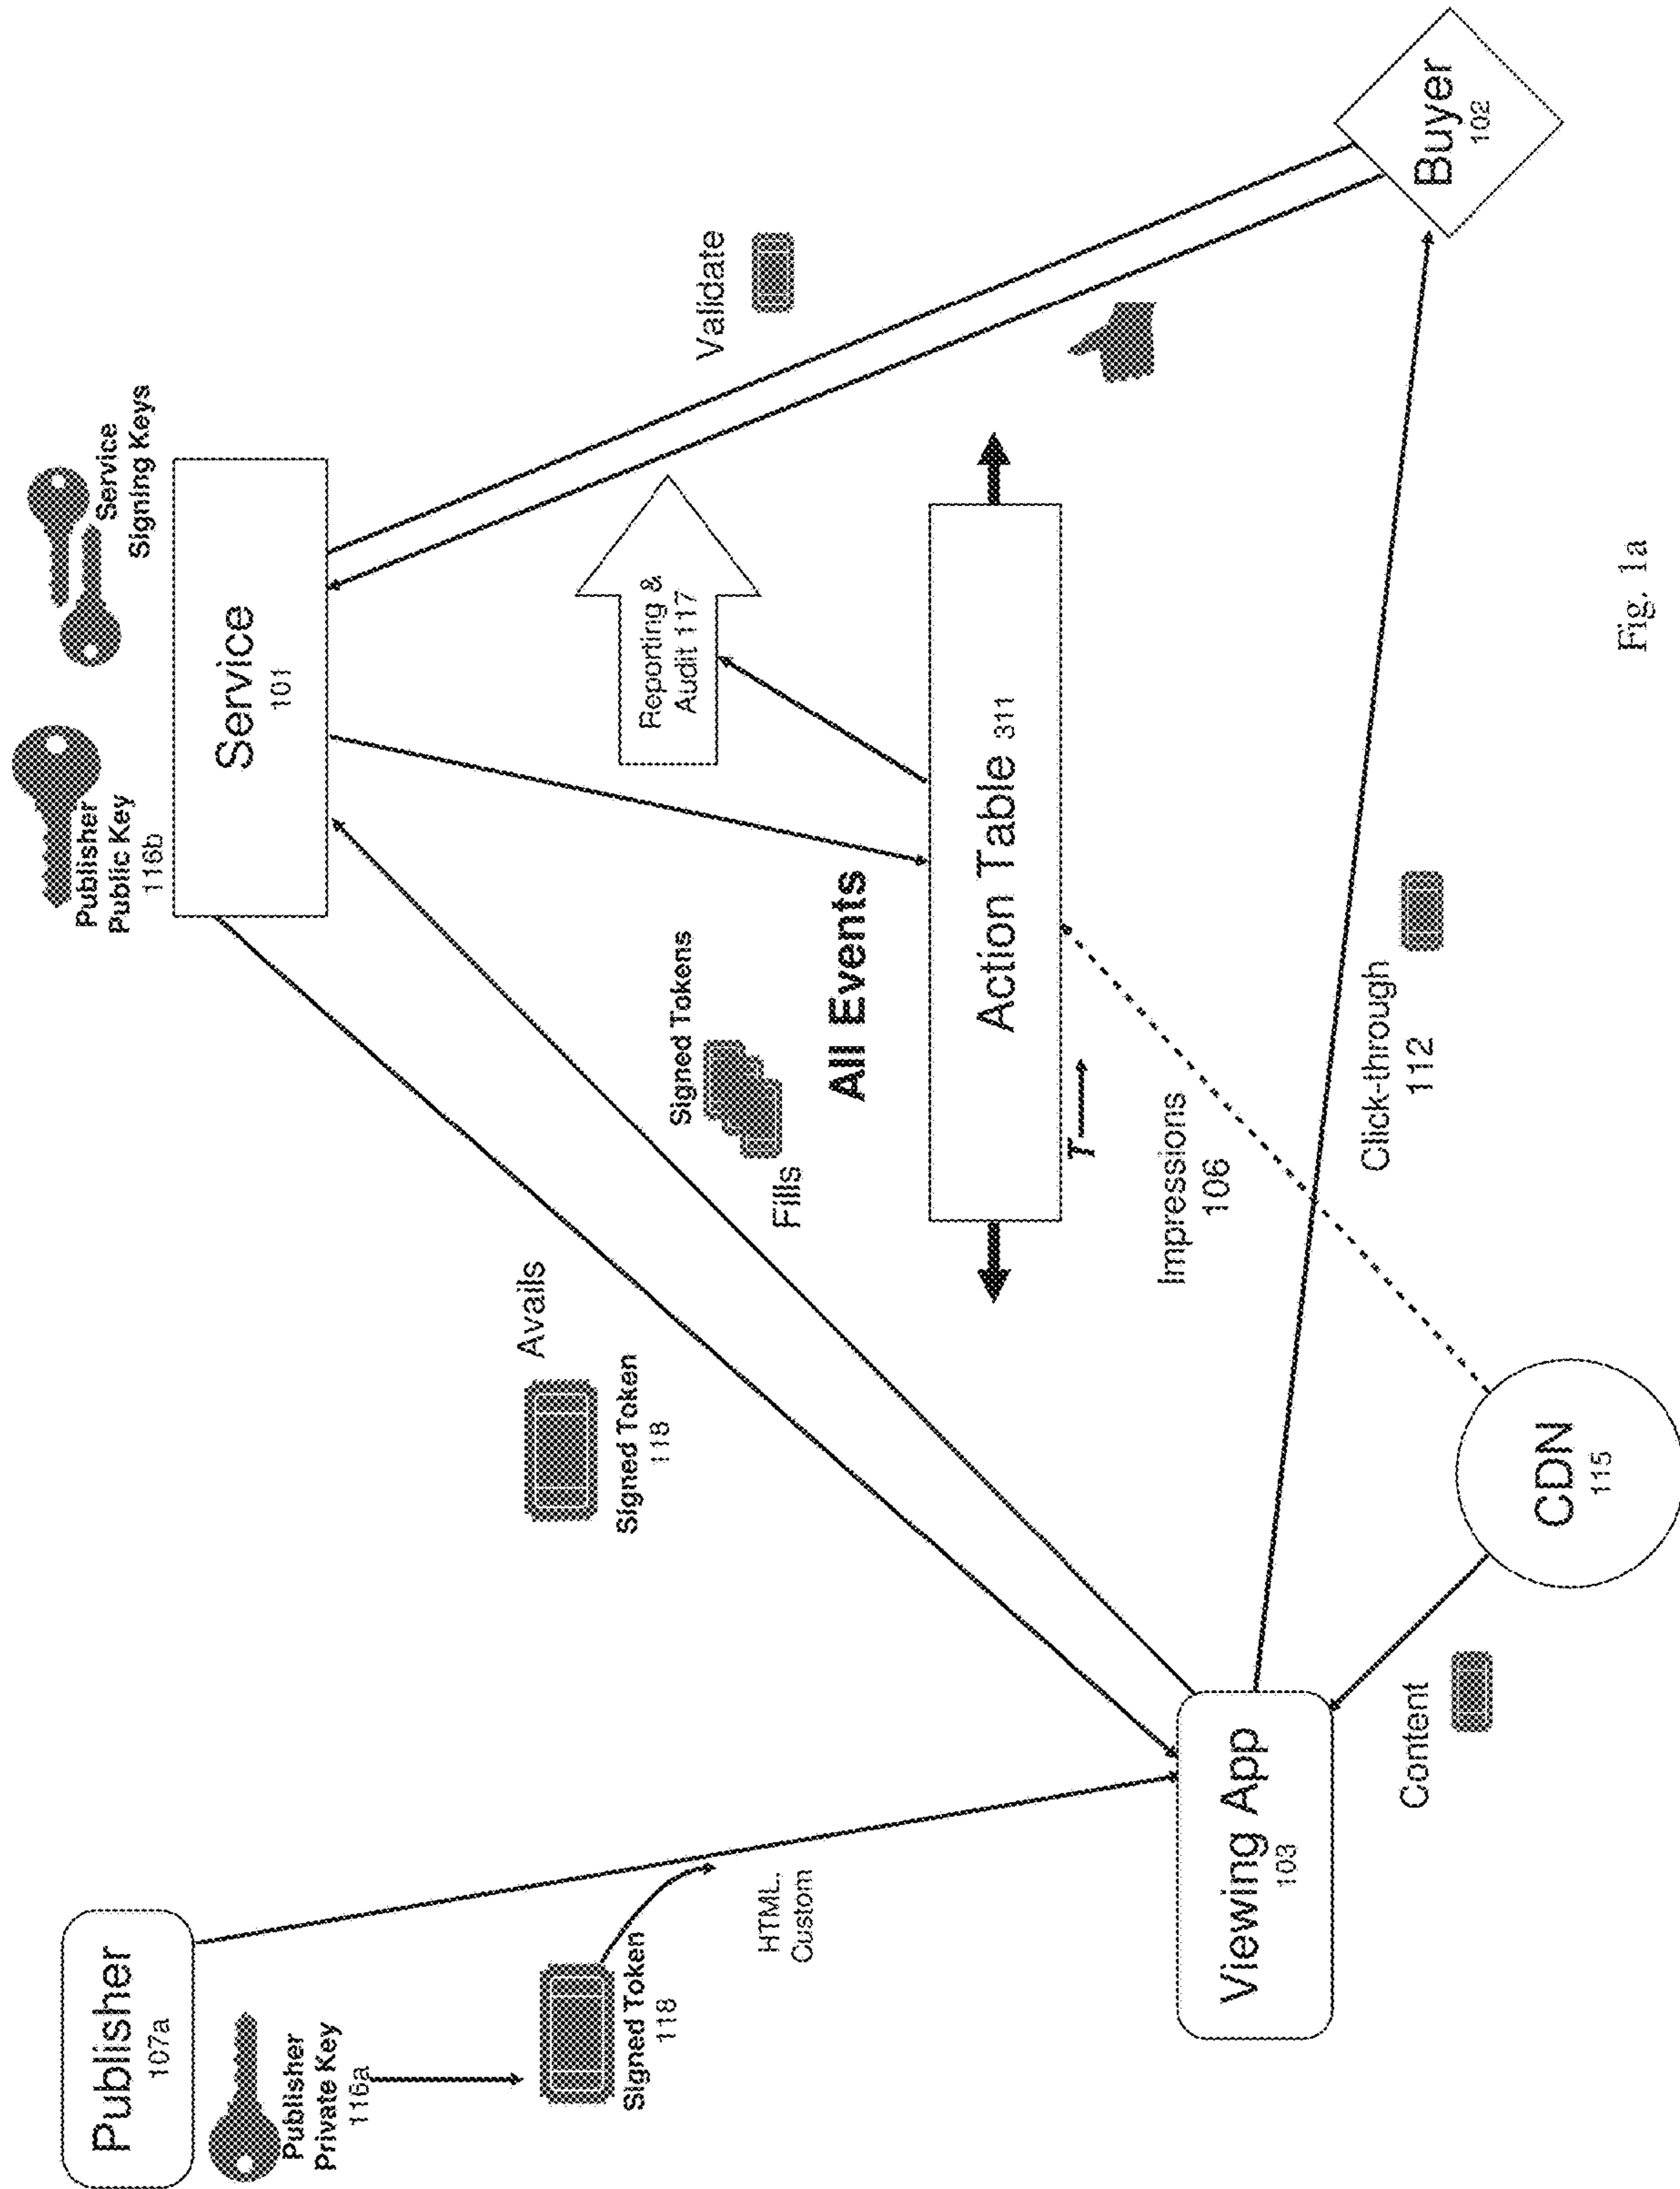 Publisher
107a
Publisher
Private Key
116a
Signed Token
118
HTML,
Custom
Publisher
Public Key
116b
Service
Signing Keys
Service
101
Avails
Signed Token
118
Signed Tokens
Fills
Reporting &
Audit 117
Validate
All Events
Action Table 311
T
Impressions
106
Viewing App
103
Click-through
112
Content
CDN
115
Buyer
102
Fig. 1a